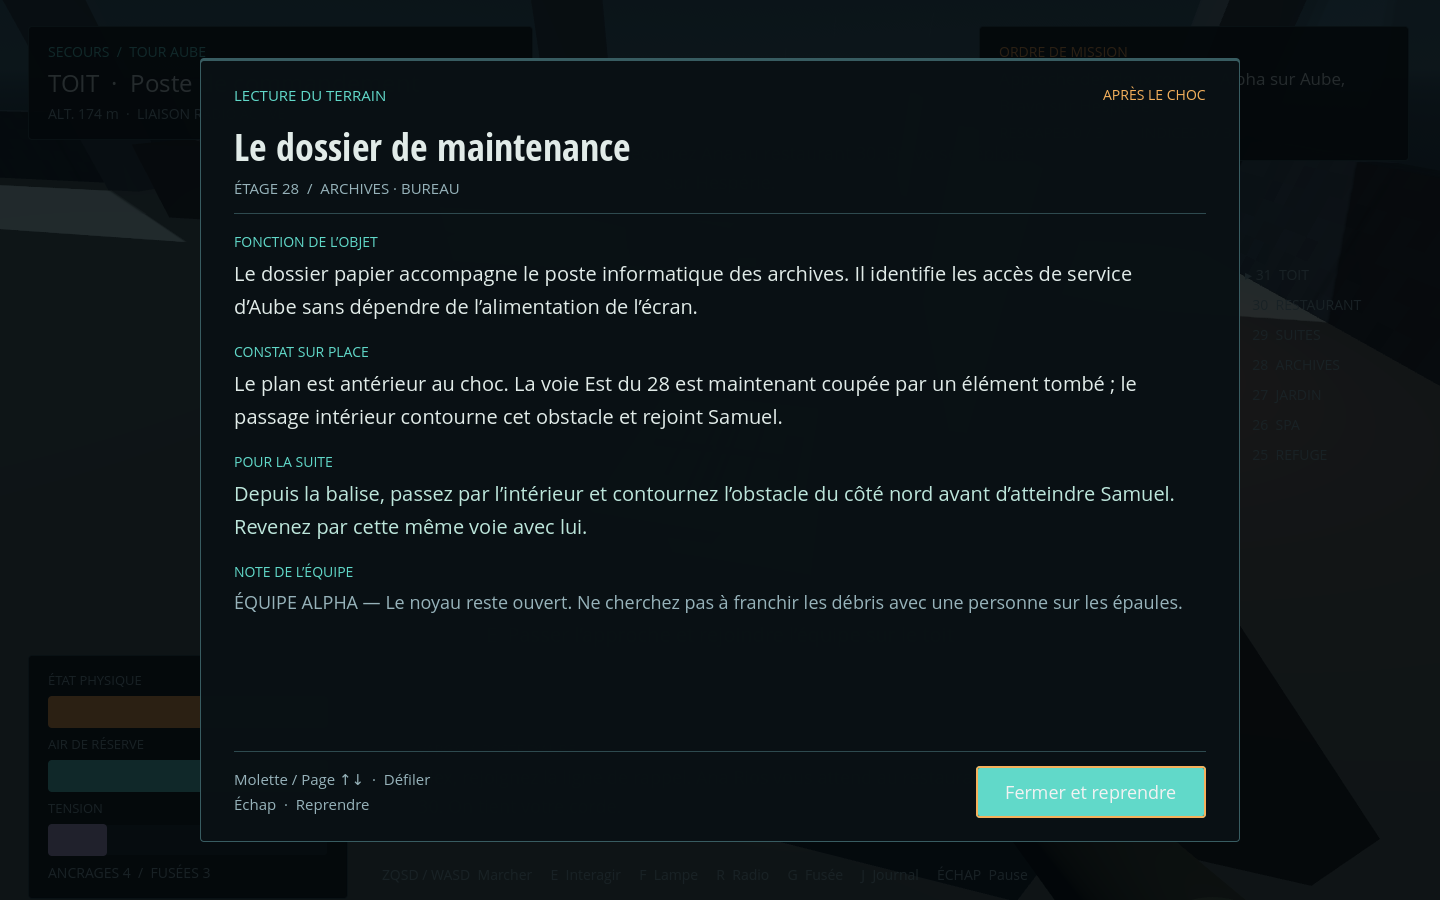 SECOURS / TOUR AUBE
TOIT · Poste
ALT. 174 m · LIAISON
ORDRE DE MISSION
sur Aube,
LECTURE DU TERRAIN
APRÈS LE CHOC
Le dossier de maintenance
ÉTAGE 28 / ARCHIVES · BUREAU
FONCTION DE L’OBJET
Le dossier papier accompagne le poste informatique des archives. Il identifie les accès de service
d’Aube sans dépendre de l’alimentation de l’écran.
CONSTAT SUR PLACE
Le plan est antérieur au choc. La voie Est du 28 est maintenant coupée par un élément tombé ; le
passage intérieur contourne cet obstacle et rejoint Samuel.
POUR LA SUITE
Depuis la balise, passez par l’intérieur et contournez l’obstacle du côté nord avant d’atteindre Samuel.
Revenez par cette même voie avec lui.
NOTE DE L’ÉQUIPE
ÉQUIPE ALPHA — Le noyau reste ouvert. Ne cherchez pas à franchir les débris avec une personne sur les épaules.
Molette / Page ↑↓ · Défiler
Échap · Reprendre
Fermer et reprendre
31 TOIT
30 RESTAURANT
29 SUITES
28 ARCHIVES
27 JARDIN
26 SPA
25 REFUGE
ÉTAT PHYSIQUE
AIR DE RÉSERVE
TENSION
ANCRAGES 4 / FUSÉES 3
ZQSD / WASD Marcher E Interagir F Lampe R Radio G Fusée J Journal ÉCHAP Pause